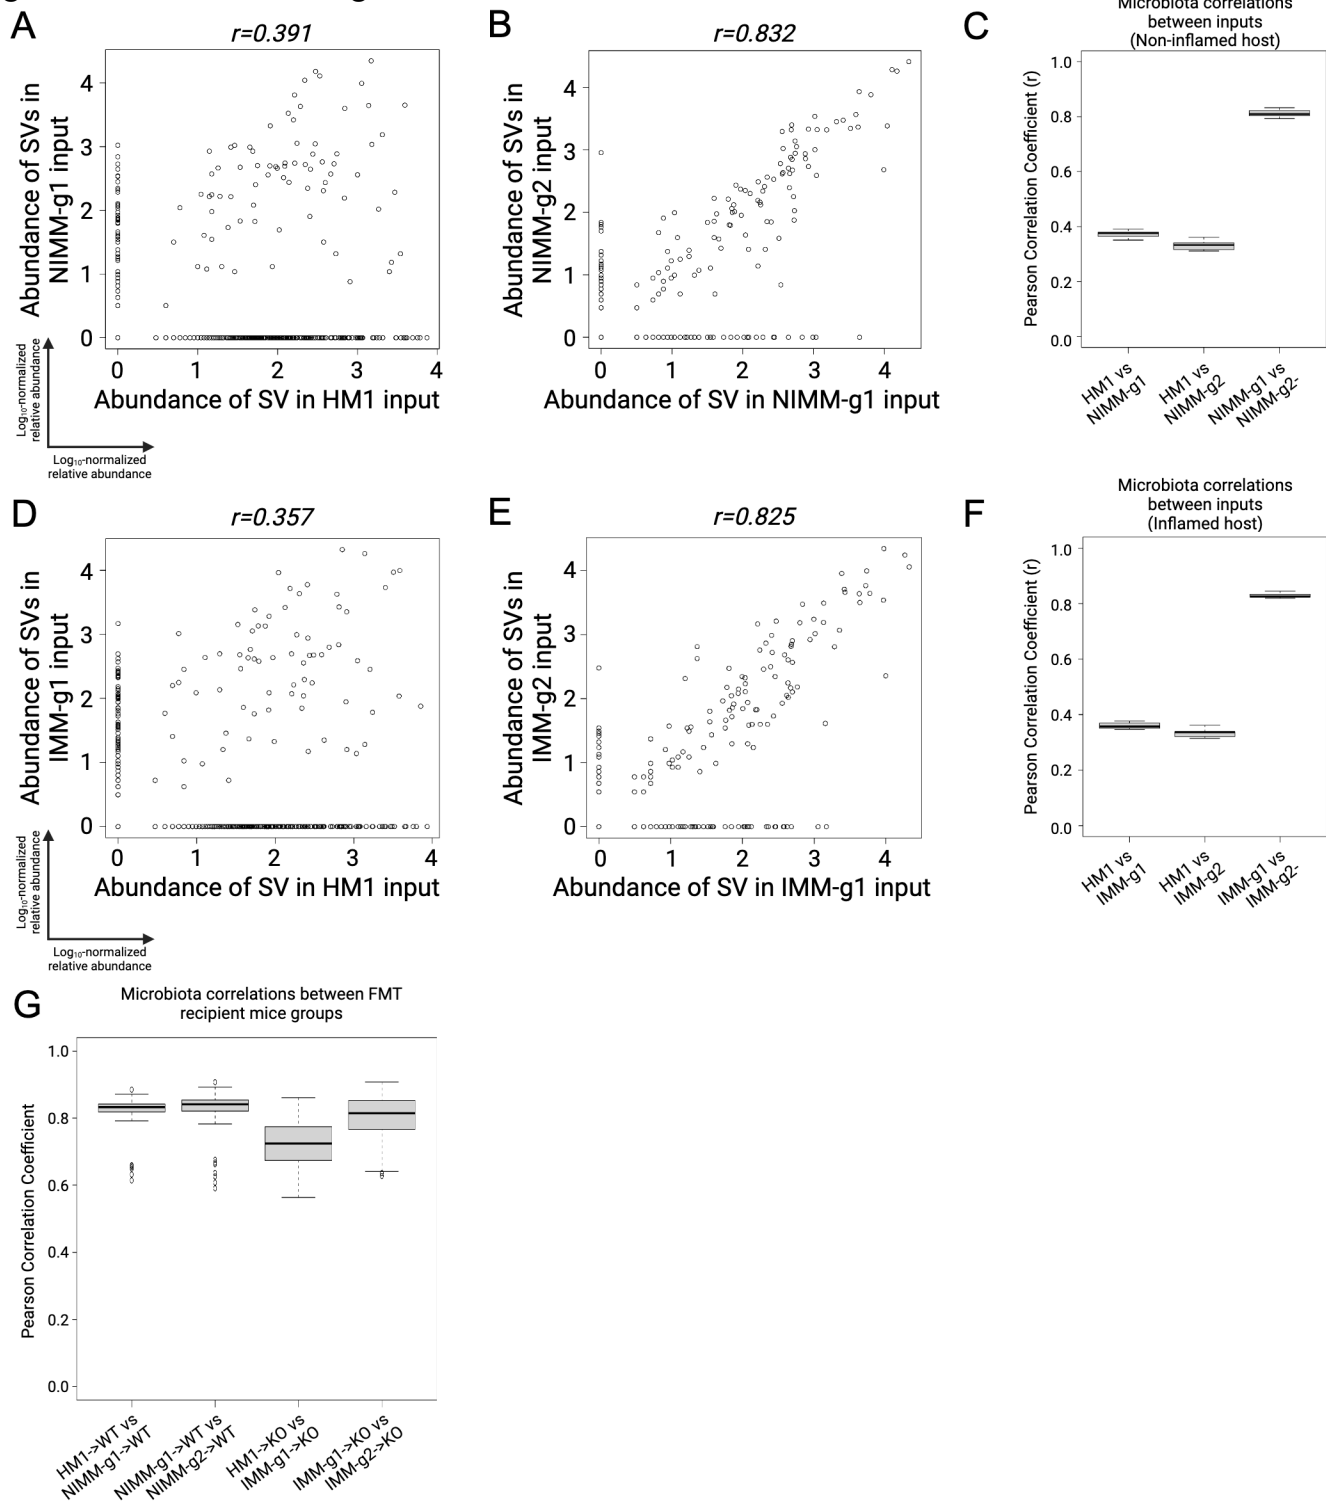 A
r=0.391
Abundance of SVs in
NIMM-g1 input
4
3
2
1
0
0 1 2 3 4
Abundance of SV in HM1 input
Log₁₀-normalized
relative abundance
Log₁₀-normalized
relative abundance
B
r=0.832
Abundance of SVs in
NIMM-g2 input
4
3
2
1
0
0 1 2 3 4
Abundance of SV in NIMM-g1 input
C
Microbiota correlations
between inputs
(Non-inflamed host)
Pearson Correlation Coefficient (r)
1.0
0.8
0.6
0.4
0.2
0.0
HM1 vs
NIMM-g1
HM1 vs
NIMM-g2
NIMM-g1 vs
NIMM-g2-
D
r=0.357
Abundance of SVs in
IMM-g1 input
4
3
2
1
0
0 1 2 3 4
Abundance of SV in HM1 input
Log₁₀-normalized
relative abundance
Log₁₀-normalized
relative abundance
E
r=0.825
Abundance of SVs in
IMM-g2 input
4
3
2
1
0
0 1 2 3 4
Abundance of SV in IMM-g1 input
F
Microbiota correlations
between inputs
(Inflamed host)
Pearson Correlation Coefficient (r)
1.0
0.8
0.6
0.4
0.2
0.0
HM1 vs
IMM-g1
HM1 vs
IMM-g2
IMM-g1 vs
IMM-g2-
G
Microbiota correlations between FMT
recipient mice groups
Pearson Correlation Coefficient
1.0
0.8
0.6
0.4
0.2
0.0
HM1->WT vs
NIMM-g1->WT
NIMM-g1->WT vs
NIMM-g2->WT
HM1->KO vs
IMM-g1->KO
IMM-g1->KO vs
IMM-g2->KO